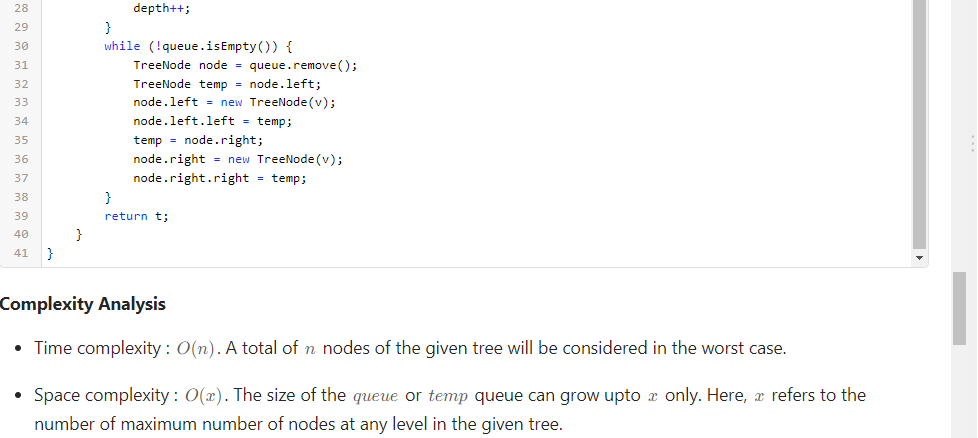 28 depth++;
29 }
30 while (!queue.isEmpty()) {
31 TreeNode node = queue.remove();
32 TreeNode temp = node.left;
33 node.left = new TreeNode(v);
34 node.left.left = temp;
35 temp = node.right;
36 node.right = new TreeNode(v);
37 node.right.right = temp;
38 }
39 return t;
40 }
41 }
Complexity Analysis
• Time complexity : O(n). A total of n nodes of the given tree will be considered in the worst case.
• Space complexity : O(x). The size of the queue or temp queue can grow upto x only. Here, x refers to the
number of maximum number of nodes at any level in the given tree.